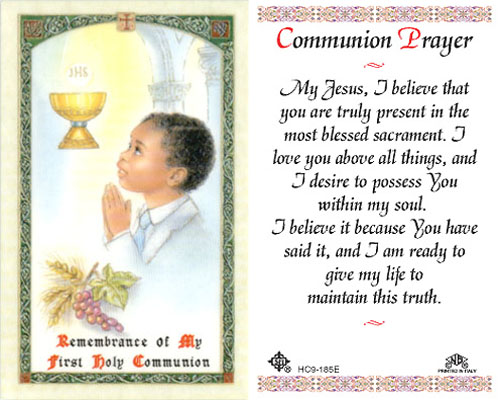 IHS
Remembrance of My
First Holy Communion
Communion Prayer
My Jesus, I believe that
you are truly present in the
most blessed sacrament. I
love you above all things, and
I desire to possess You
within my soul.
I believe it because You have
said it, and I am ready to
give my life to
maintain this truth.
HC9-185E
PRINTED IN ITALY